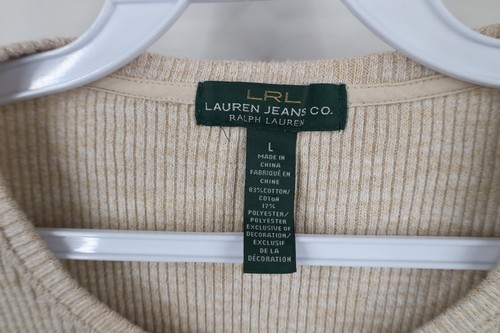 LRL
LAUREN JEANS CO.
RALPH LAUREN
L
MADE IN
CHINA
FABRIQUÉ EN
CHINE
83% COTTON/
COTON
17%
POLYESTER/
POLYESTER
EXCLUSIVE OF
DECORATION/
EXCLUSIF
DE LA
DÉCORATION